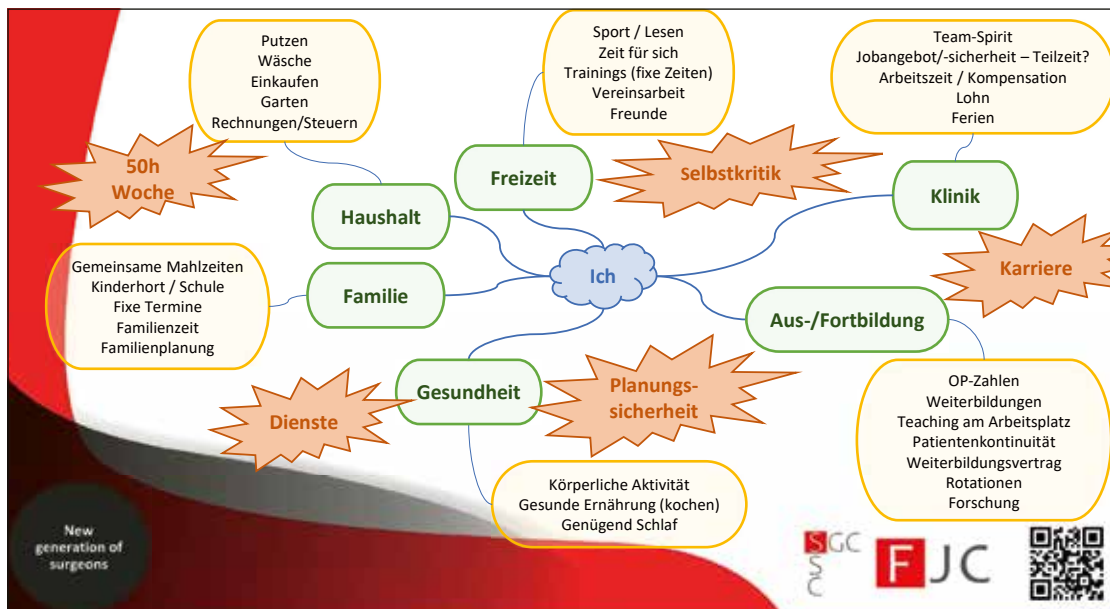 Putzen
Wäsche
Einkaufen
Garten
Rechnungen/Steuern
Sport / Lesen
Zeit für sich
Trainings (fixe Zeiten)
Vereinsarbeit
Freunde
Team-Spirit
Jobangebot/-sicherheit – Teilzeit?
Arbeitszeit / Kompensation
Lohn
Ferien
50h
Woche
Haushalt
Freizeit
Selbstkritik
Klinik
Gemeinsame Mahlzeiten
Kinderhort / Schule
Fixe Termine
Familienzeit
Familienplanung
Familie
Ich
Karriere
Aus-/Fortbildung
Dienste
Gesundheit
Planungs-
sicherheit
OP-Zahlen
Weiterbildungen
Teaching am Arbeitsplatz
Patientenkontinuität
Weiterbildungsvertrag
Rotationen
Forschung
Körperliche Aktivität
Gesunde Ernährung (kochen)
Genügend Schlaf
New
generation of
surgeons
SGC
S
C
FJC